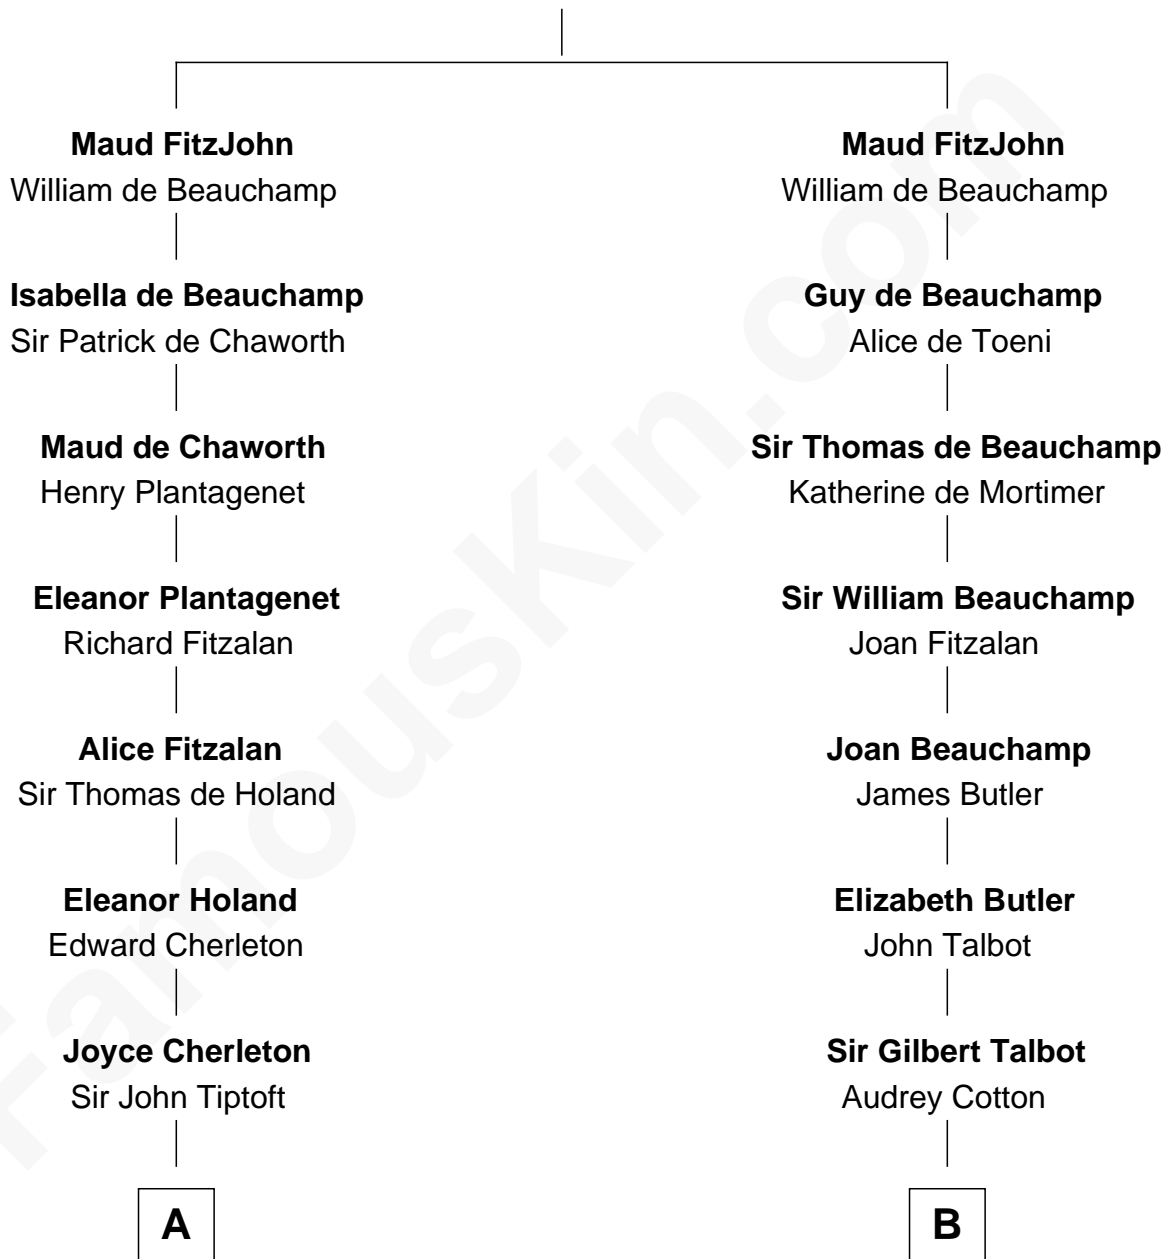 Maud FitzJohn
William de Beauchamp
Isabella de Beauchamp
Sir Patrick de Chaworth
Maud de Chaworth
Henry Plantagenet
Eleanor Plantagenet
Richard Fitzalan
Alice Fitzalan
Sir Thomas de Holand
Eleanor Holand
Edward Cherleton
Joyce Cherleton
Sir John Tiptoft
A
Maud FitzJohn
William de Beauchamp
Guy de Beauchamp
Alice de Toeni
Sir Thomas de Beauchamp
Katherine de Mortimer
Sir William Beauchamp
Joan Fitzalan
Joan Beauchamp
James Butler
Elizabeth Butler
John Talbot
Sir Gilbert Talbot
Audrey Cotton
B
FamousKin.com